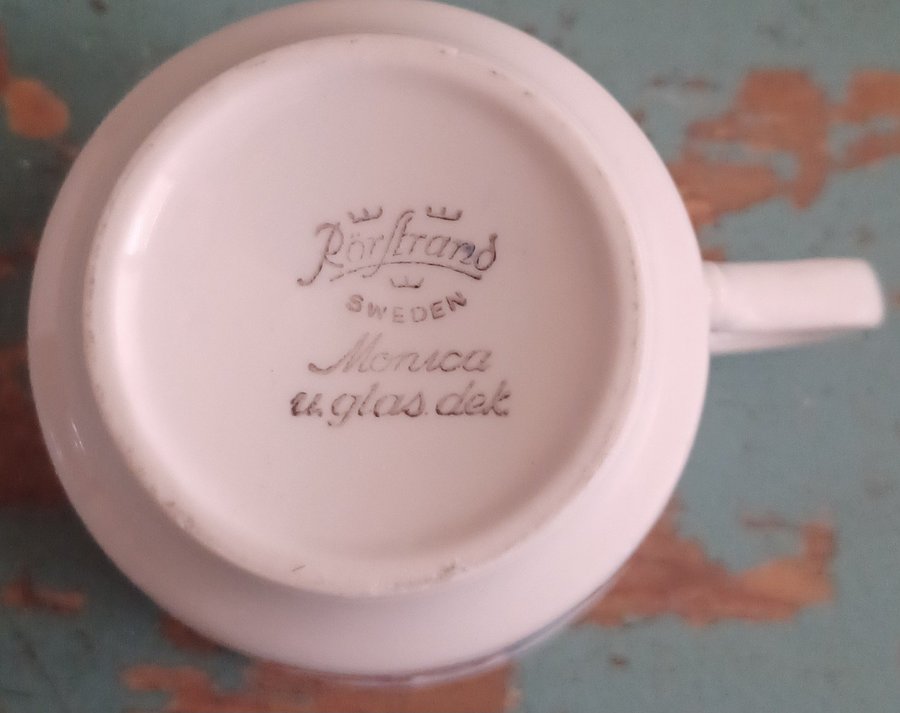 Rörstrand
SWEDEN
Monica
u. glas. dek.